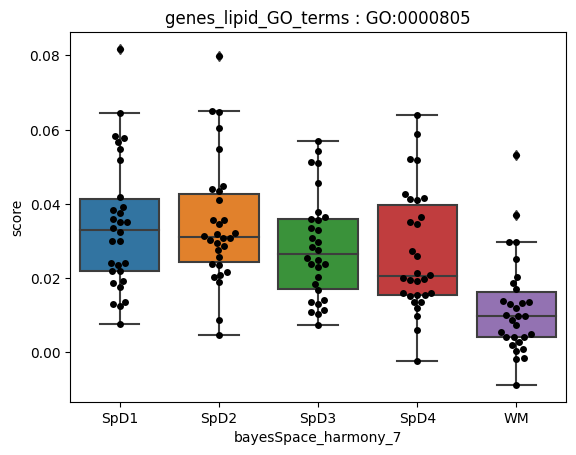 genes_lipid_GO_terms : GO:0000805
score
0.08
0.06
0.04
0.02
0.00
SpD1 SpD2 SpD3 SpD4 WM
bayesSpace_harmony_7